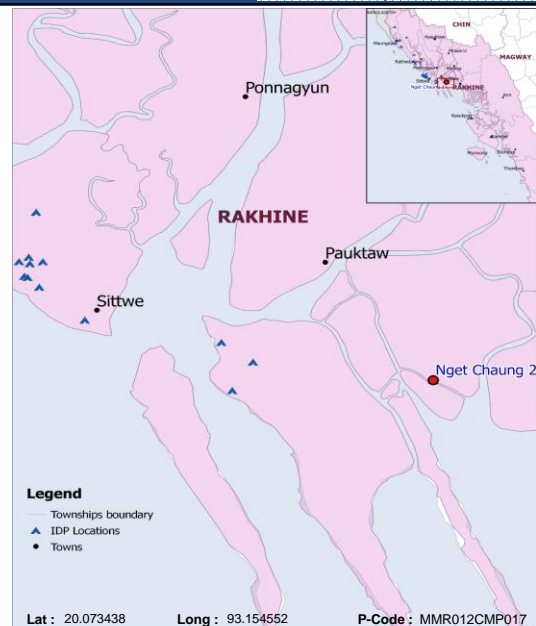 CHIN
MAGWAY
RAKHINE
Ponnagyun
RAKHINE
Pauktaw
Sittwe
Nget Chaung 2
Legend
Townships boundary
IDP Locations
Towns
Lat : 20.073438 Long : 93.154552 P-Code : MMR012CMP017